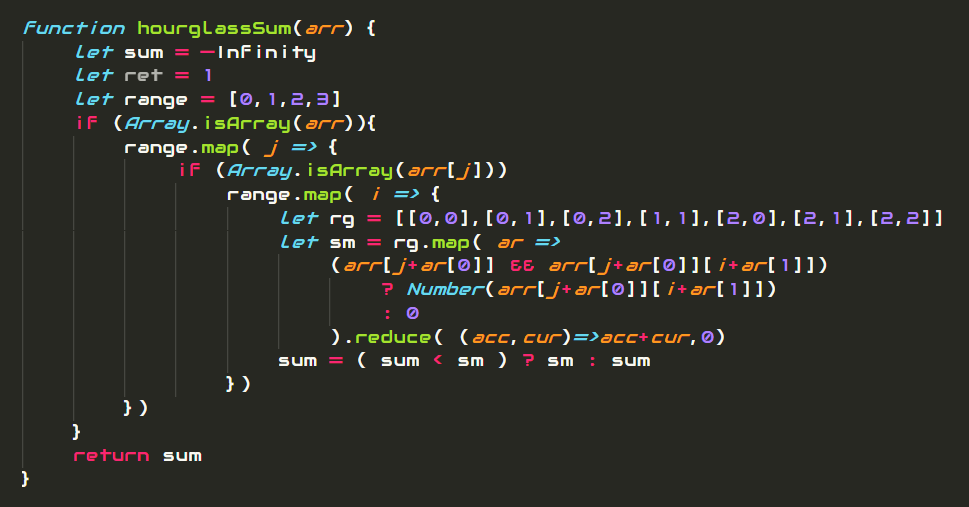 function hourglassSum(arr) {
    let sum = -Infinity
    let ret = 1
    let range = [0,1,2,3]
    if (Array.isArray(arr)){
        range.map( j => {
            if (Array.isArray(arr[j]))
                range.map( i => {
                    let rg = [[0,0],[0,1],[0,2],[1,1],[2,0],[2,1],[2,2]]
                    let sm = rg.map( ar =>
                        (arr[j+ar[0]] && arr[j+ar[0]][i+ar[1]])
                            ? Number(arr[j+ar[0]][i+ar[1]])
                            : 0
                        ).reduce( (acc,cur)=>acc+cur,0)
                    sum = ( sum < sm ) ? sm : sum
                })
        })
    }
    return sum
}